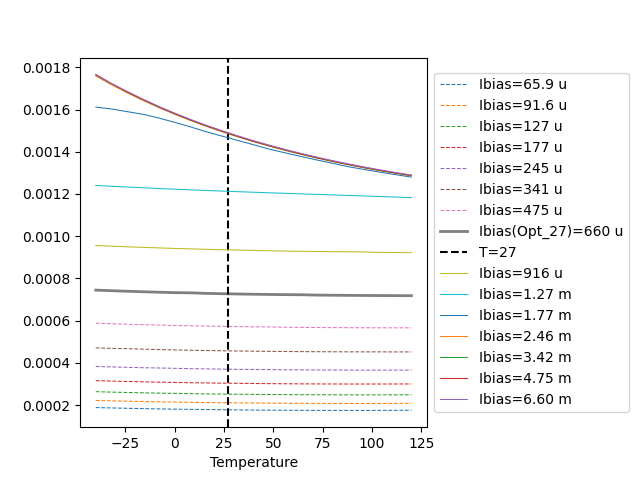 0.0018
0.0016
0.0014
0.0012
0.0010
0.0008
0.0006
0.0004
0.0002
−25
0
25
50
75
100
125
Temperature
Ibias=65.9 u
Ibias=91.6 u
Ibias=127 u
Ibias=177 u
Ibias=245 u
Ibias=341 u
Ibias=475 u
Ibias(Opt_27)=660 u
T=27
Ibias=916 u
Ibias=1.27 m
Ibias=1.77 m
Ibias=2.46 m
Ibias=3.42 m
Ibias=4.75 m
Ibias=6.60 m